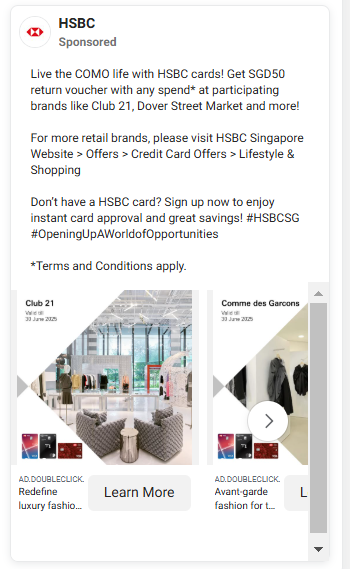 HSBC
Sponsored
Live the COMO life with HSBC cards! Get SGD50
return voucher with any spend* at participating
brands like Club 21, Dover Street Market and more!
For more retail brands, please visit HSBC Singapore
Website > Offers > Credit Card Offers > Lifestyle &
Shopping
Don't have a HSBC card? Sign up now to enjoy
instant card approval and great savings! #HSBCSG
#OpeningUpAWorldofOpportunities
*Terms and Conditions apply.
Club 21
Valid till
30 June 2025
Comme des Garcons
Valid till
30 June 2025
AD.DOUBLECLICK.
Redefine
luxury fashio...
Learn More
AD.DOUBLECLICK.
Avant-garde
fashion for t...
L